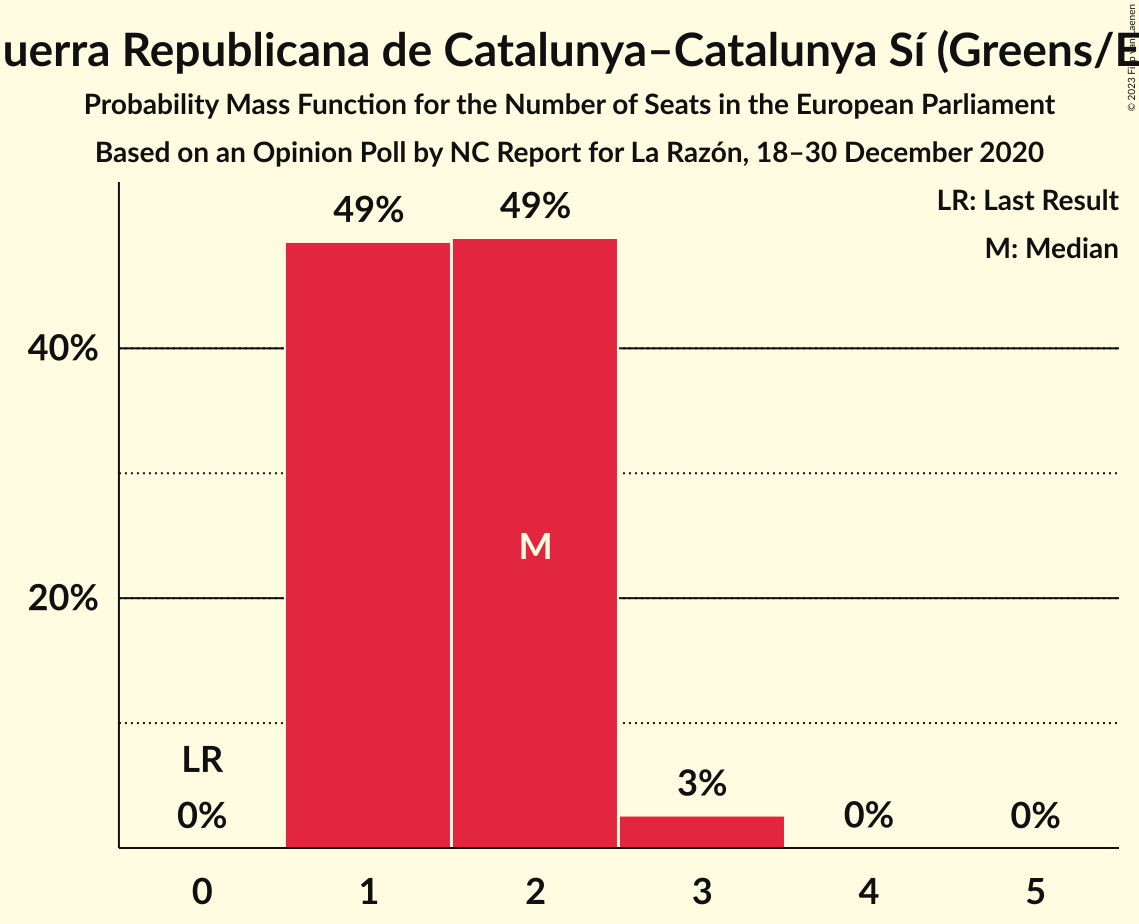 uerra Republicana de Catalunya–Catalunya Sí (Greens/E
Probability Mass Function for the Number of Seats in the European Parliament
Based on an Opinion Poll by NC Report for La Razón, 18–30 December 2020
LR: Last Result
M: Median
49%
49%
40%
M
20%
LR
0%
3%
0%
0%
0
1
2
3
4
5
© 2023